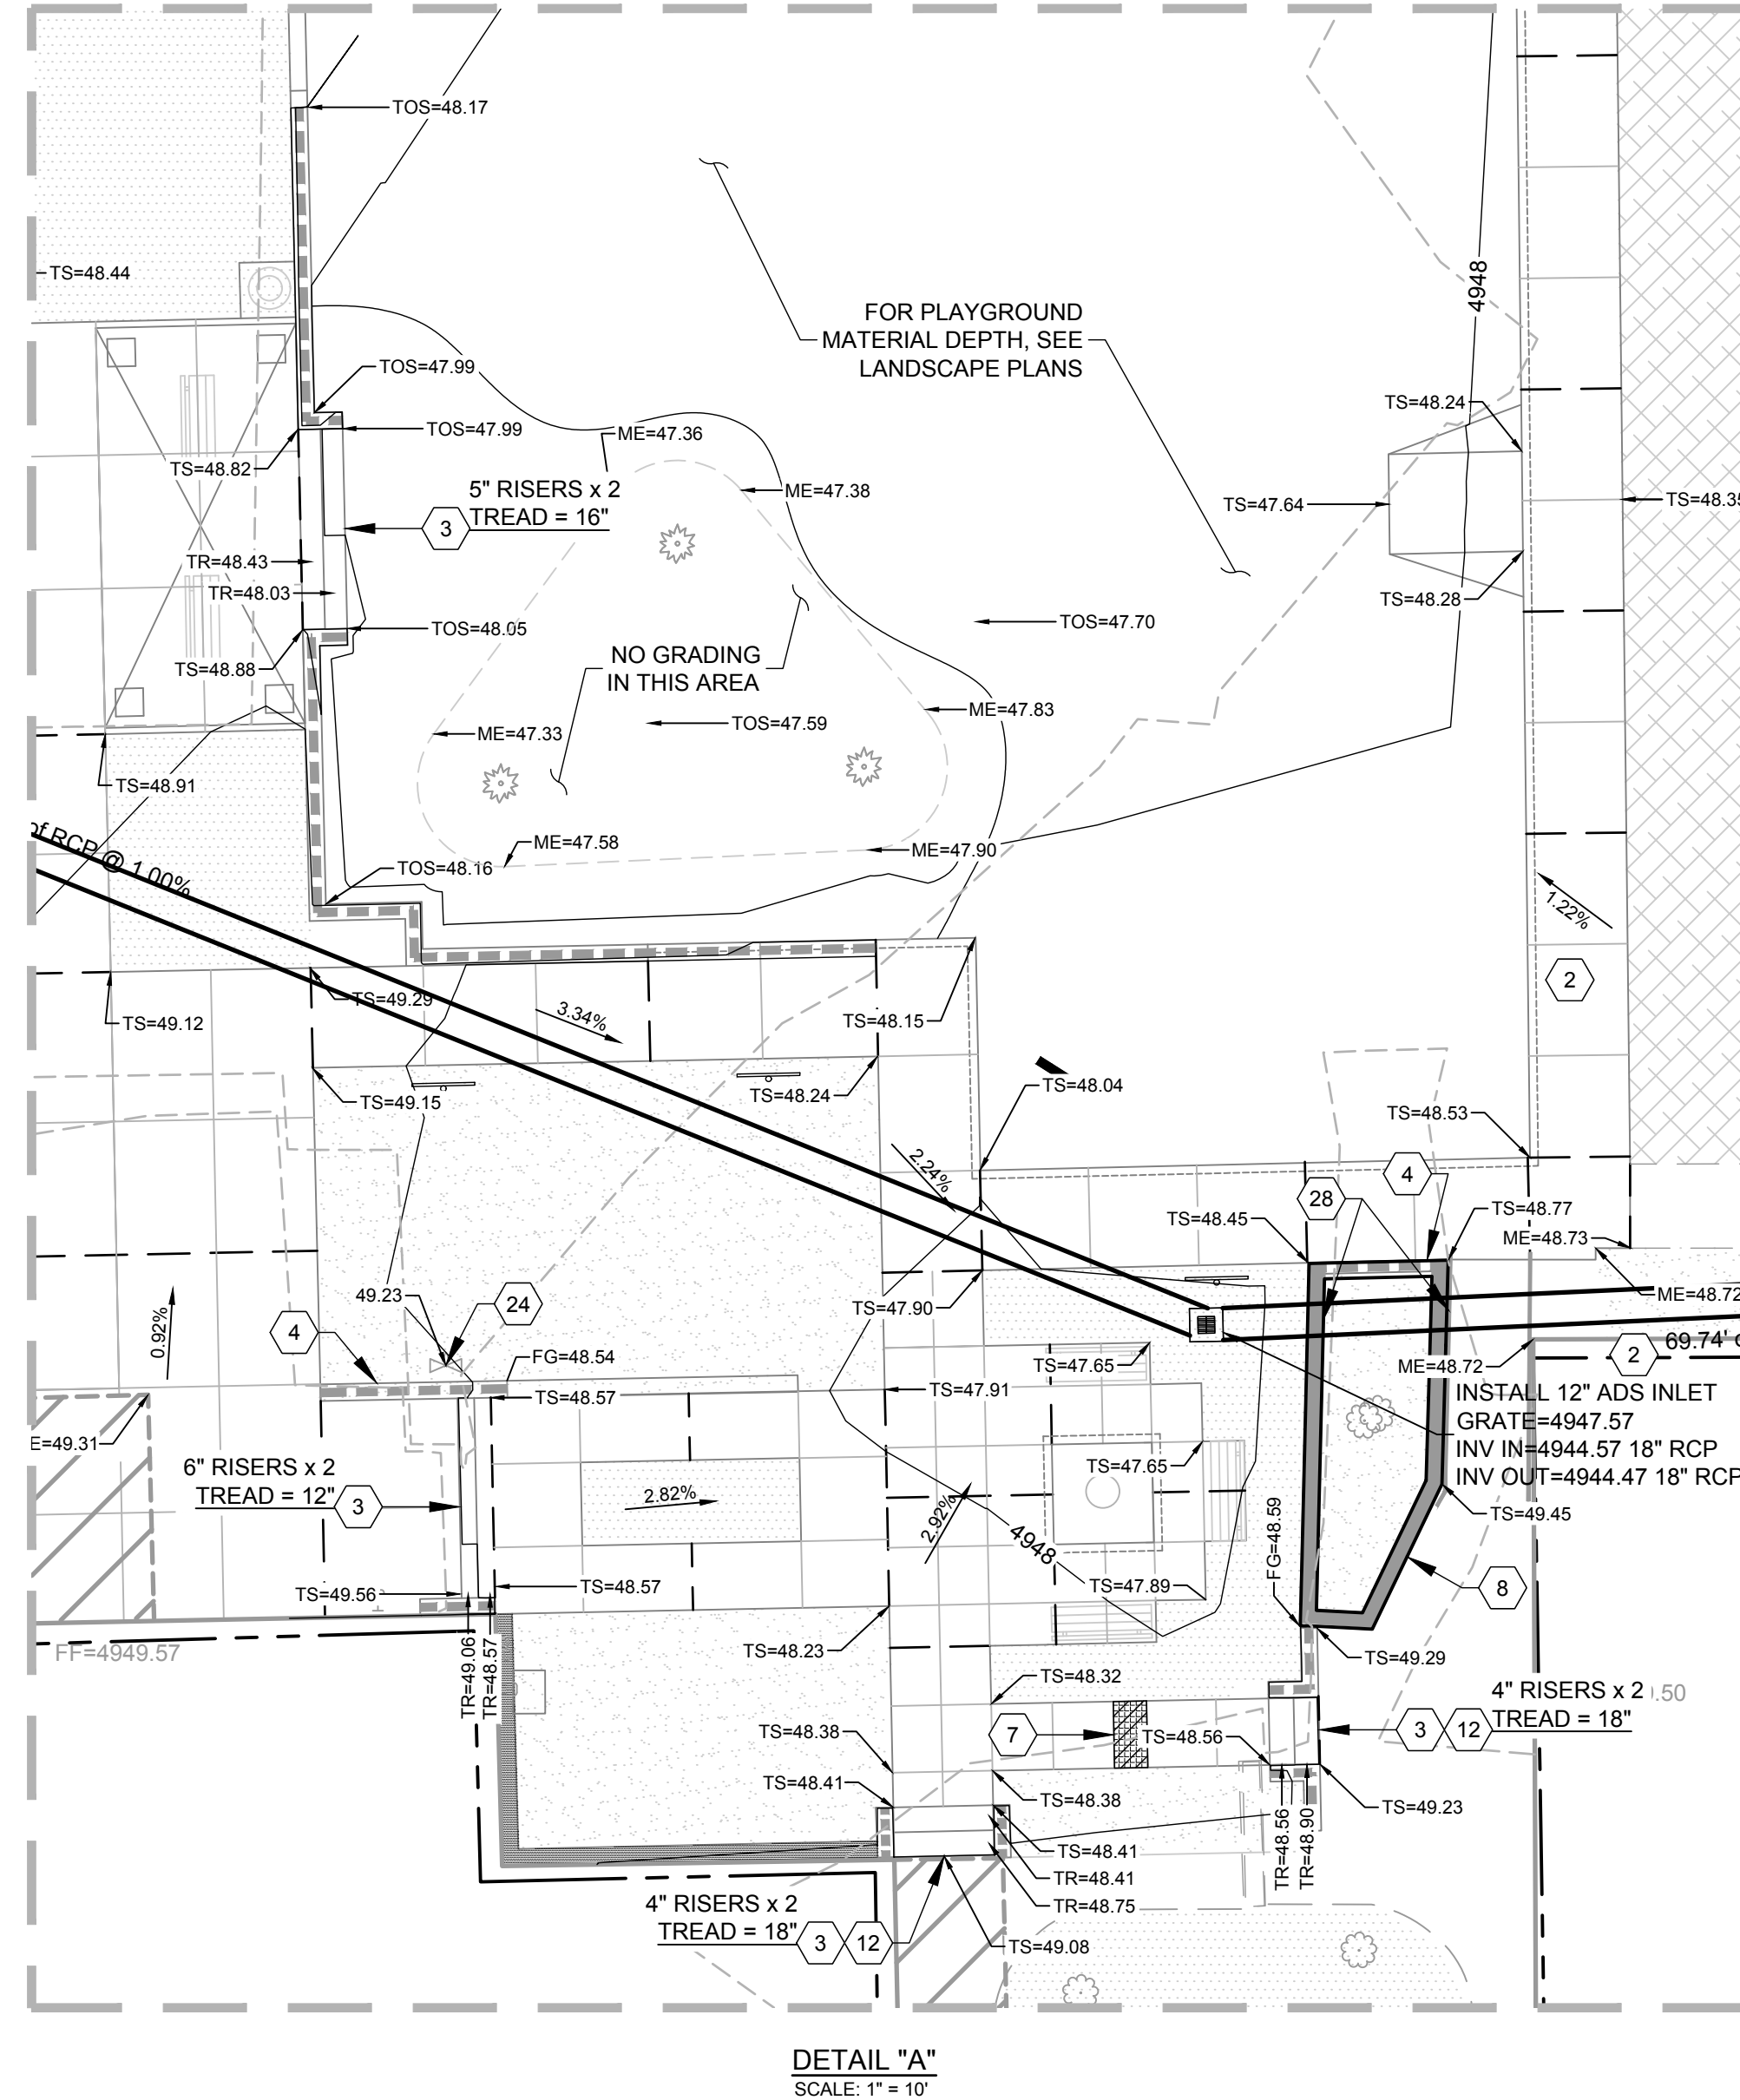 TOS=48.17
TS=48.44
4948
FOR PLAYGROUND
MATERIAL DEPTH, SEE
LANDSCAPE PLANS
TOS=47.99
TS=48.24
TOS=47.99
ME=47.36
TS=48.82
5" RISERS x 2
TREAD = 16"
3
ME=47.38
TS=47.64
TS=48.35
TR=48.43
TR=48.03
TS=48.28
TOS=48.05
TOS=47.70
TS=48.88
NO GRADING
IN THIS AREA
ME=47.83
TOS=47.59
ME=47.33
TS=48.91
of RCP @ 1.00%
ME=47.58
ME=47.90
TOS=48.16
1.22%
2
TS=49.29
TS=49.12
3.34%
TS=48.15
TS=48.04
TS=48.24
TS=49.15
TS=48.53
2.24%
4
28
TS=48.45
TS=48.77
ME=48.73
49.23
24
TS=47.90
ME=48.72
0.92%
4
FG=48.54
TS=47.65
ME=48.72
2
69.74'
TS=48.57
TS=47.91
INSTALL 12" ADS INLET
GRATE=4947.57
INV IN=4944.57 18" RCP
INV OUT=4944.47 18" RCP
E=49.31
6" RISERS x 2
TREAD = 12"
3
TS=47.65
2.82%
2.92%
4948
TS=49.45
FG=48.59
TS=49.56
TS=48.57
TS=47.89
8
FF=4949.57
TR=49.06
TR=48.57
TS=48.23
TS=49.29
TS=48.32
4" RISERS x 2
TREAD = 18"
.50
3
12
TS=48.38
7
TS=48.56
TS=48.41
TS=48.38
TS=49.23
TR=48.56
TR=48.90
TS=48.41
TR=48.41
TR=48.75
4" RISERS x 2
TREAD = 18"
3
12
TS=49.08
DETAIL "A"
SCALE: 1" = 10'